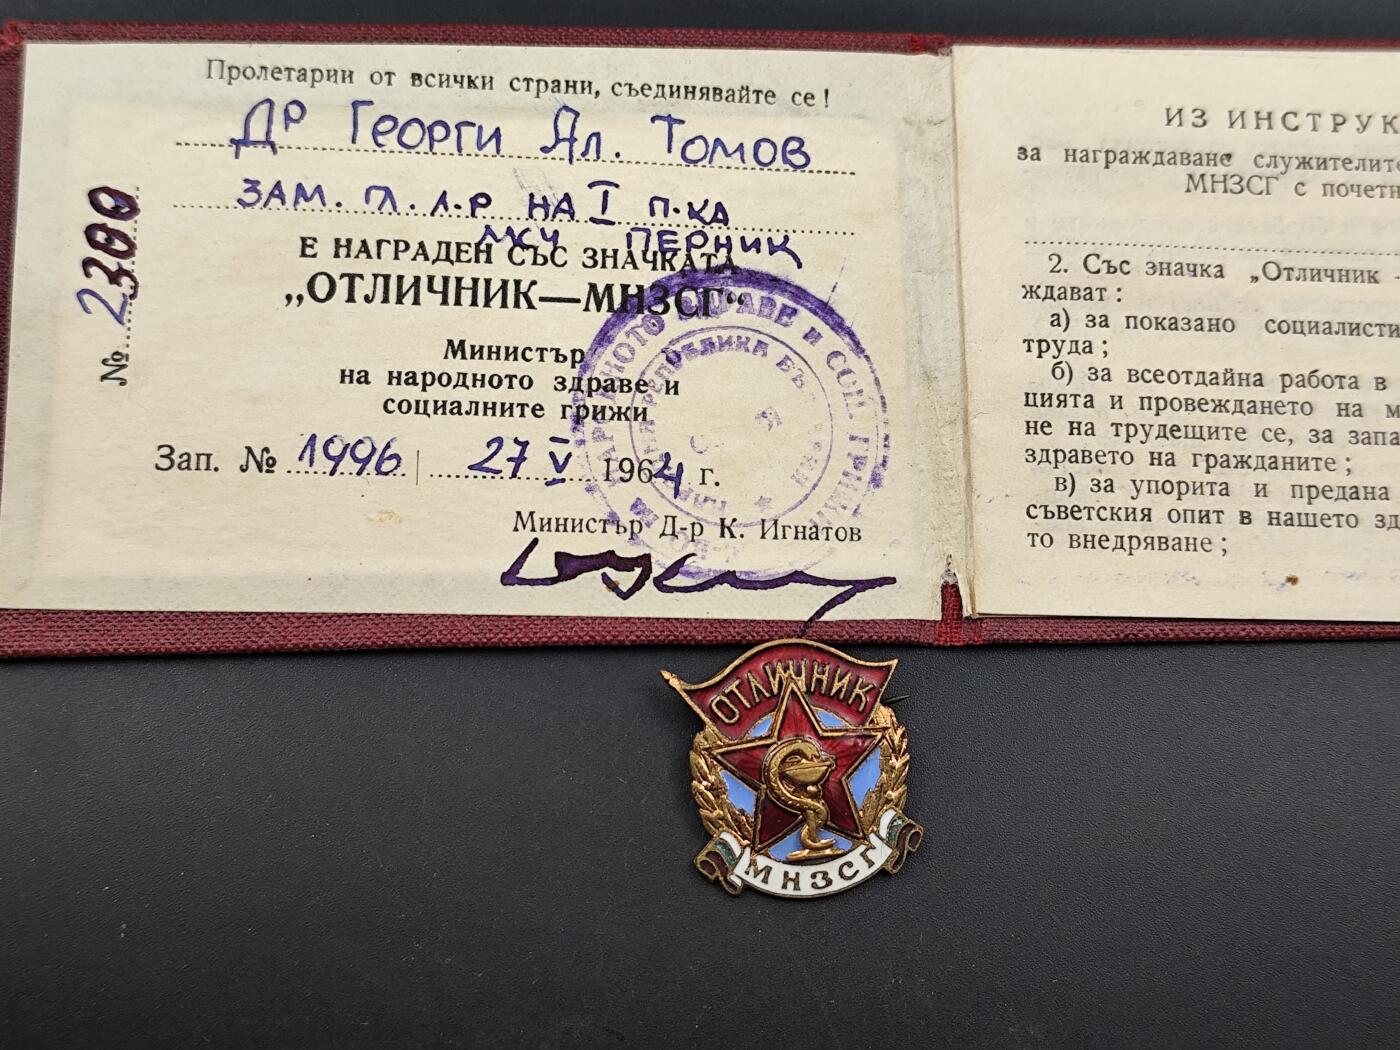 Пролетарии от всички страни, съединявайте се !
Др Георги Ал. Томов
ЗАМ. ГЛ. Л-Р НА I П-КА
МСЧ ПЕРНИК
Е НАГРАДЕН СЪС ЗНАЧКАТА
„ОТЛИЧНИК—МНЗСГ“
№ 2300
Министър
на народното здраве и
социалните грижи
Зап. № 1996 | 27 V 1964 г.
Министър Д-р К. Игнатов
ИЗ ИНСТРУК
за награждаване служителите
МНЗСГ с почетн
2. Със значка „Отличник
ждават :
а) за показано социалисти
труда ;
б) за всеотдайна работа в
цията и провеждането на м
не на трудещите се, за запа
здравето на гражданите ;
в) за упорита и предана
съветския опит в нашето зд
то внедряване ;
ОТЛИЧНИК
МНЗСГ